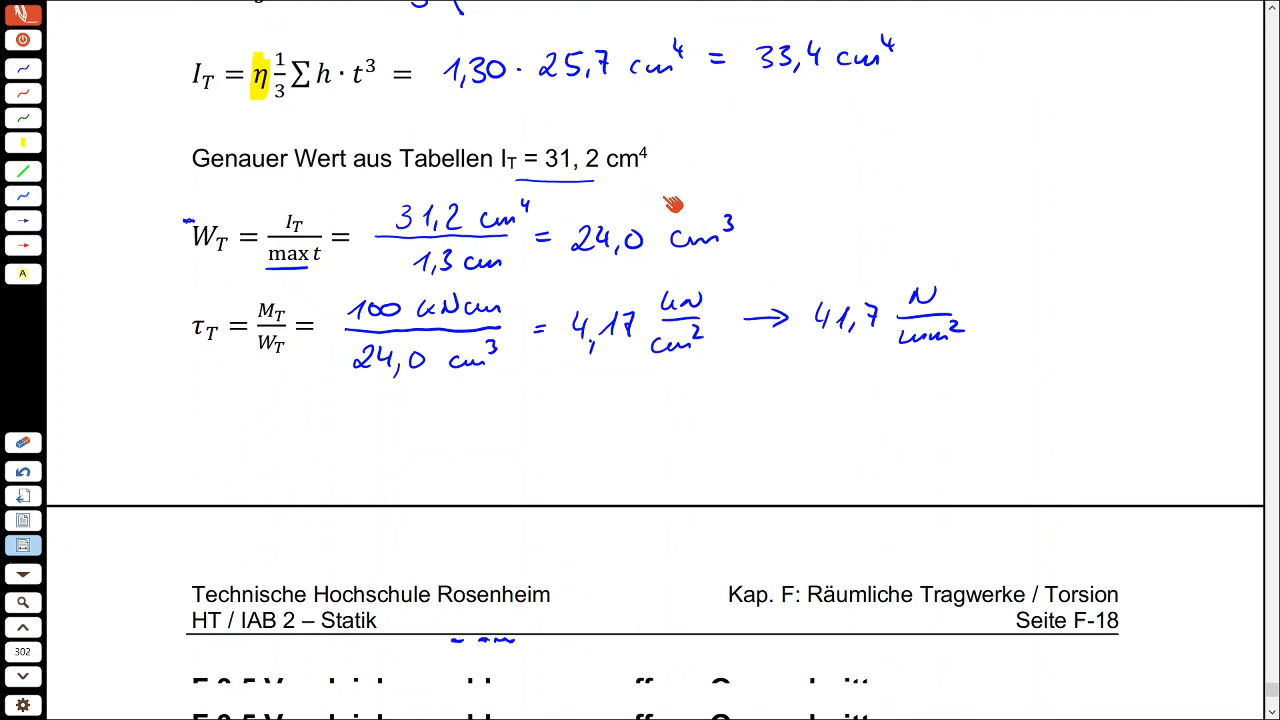 I_T = η 1/3 ∑ h · t³ = 1,30 · 25,7 cm⁴ = 33,4 cm⁴
Genauer Wert aus Tabellen I_T = 31, 2 cm⁴
W_T = I_T / max t = 31,2 cm⁴ / 1,3 cm = 24,0 cm³
τ_T = M_T / W_T = 100 kNcm / 24,0 cm³ = 4,17 kN/cm² → 41,7 N/mm²
Technische Hochschule Rosenheim Kap. F: Räumliche Tragwerke / Torsion
HT / IAB 2 – Statik Seite F-18
A
302